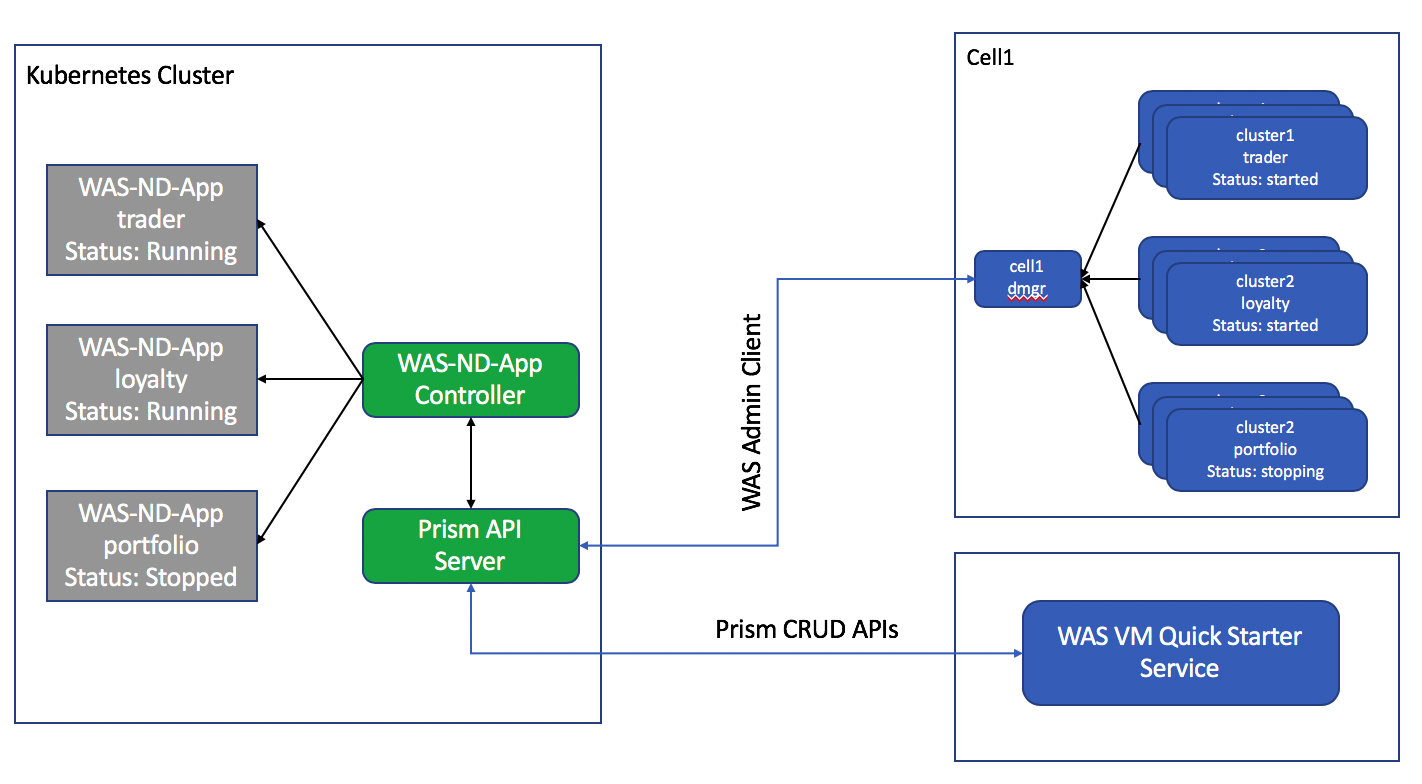 Kubernetes Cluster
WAS-ND-App
trader
Status: Running
WAS-ND-App
loyalty
Status: Running
WAS-ND-App
portfolio
Status: Stopped
WAS-ND-App
Controller
Prism API
Server
WAS Admin Client
Prism CRUD APIs
Cell1
cell1
dmgr
cluster1
trader
Status: started
cluster2
loyalty
Status: started
cluster2
portfolio
Status: stopping
WAS VM Quick Starter
Service